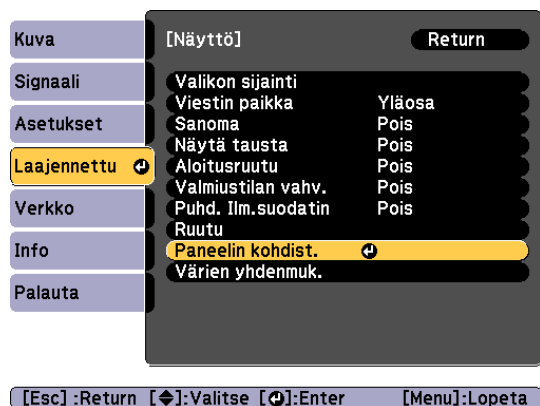 Kuva
Signaali
Asetukset
Laajennettu
Verkko
Info
Palauta
[Näyttö] Return
Valikon sijainti
Viestin paikka Yläosa
Sanoma Pois
Näytä tausta Pois
Aloitusruutu Pois
Valmiustilan vahv. Pois
Puhd. Ilm.suodatin Pois
Ruutu
Paneelin kohdist.
Värien yhdenmuk.
[Esc] :Return [◆]:Valitse [⏎]:Enter [Menu]:Lopeta